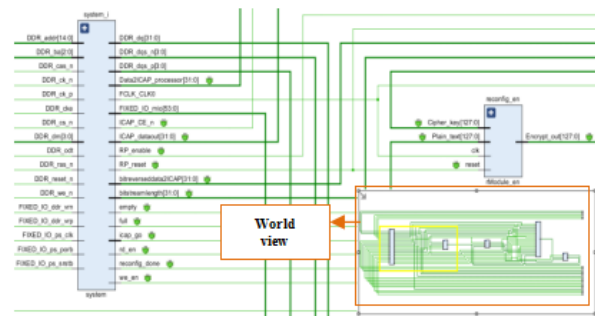 system_i
DDR_addr[14:0]
DDR_ba[2:0]
DDR_cas_n
DDR_ck_n
DDR_ck_p
DDR_cke
DDR_cs_n
DDR_dm[3:0]
DDR_odt
DDR_ras_n
DDR_reset_n
DDR_we_n
FIXED_IO_ddr_vrn
FIXED_IO_ddr_vrp
FIXED_IO_ps_clk
FIXED_IO_ps_porb
FIXED_IO_ps_srstb
DDR_dq[31:0]
DDR_dqs_n[3:0]
DDR_dqs_p[3:0]
Data2ICAP_processor[31:0]
FCLK_CLK0
FIXED_IO_mio[53:0]
ICAP_CE_n
ICAP_dataout[31:0]
RP_enable
RP_reset
bitreverseddata2ICAP[31:0]
bitstreamlength[31:0]
empty
full
icap_go
rd_en
reconfig_done
we_en
system
reconfig_en
Cipher_key[127:0]
Plain_text[127:0]
clk
reset
Encrypt_out[127:0]
rModule_en
World
view